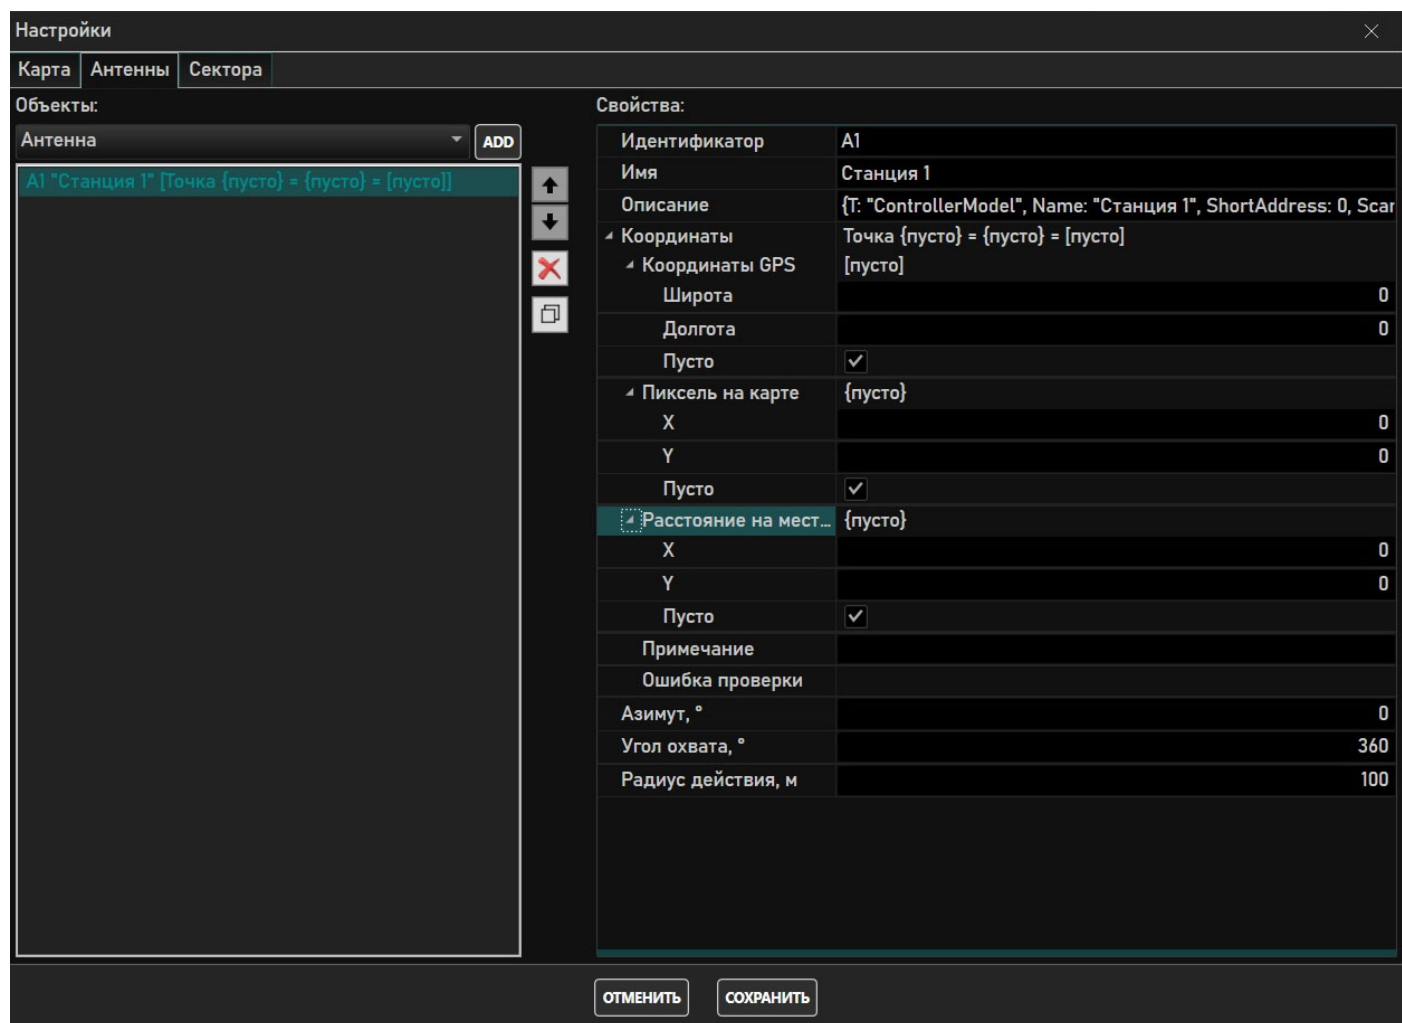 Настройки
Карта Антенны Сектора
Объекты: Свойства:
Антенна ADD
A1 "Станция 1" [Точка {пусто} = {пусто} = [пусто]]
Идентификатор A1
Имя Станция 1
Описание {T: "ControllerModel", Name: "Станция 1", ShortAddress: 0, Scar
Координаты Точка {пусто} = {пусто} = [пусто]
Координаты GPS [пусто]
Широта 0
Долгота 0
Пусто
Пиксель на карте {пусто}
X 0
Y 0
Пусто
Расстояние на мест... {пусто}
X 0
Y 0
Пусто
Примечание
Ошибка проверки
Азимут, ° 0
Угол охвата, ° 360
Радиус действия, м 100
ОТМЕНИТЬ СОХРАНИТЬ